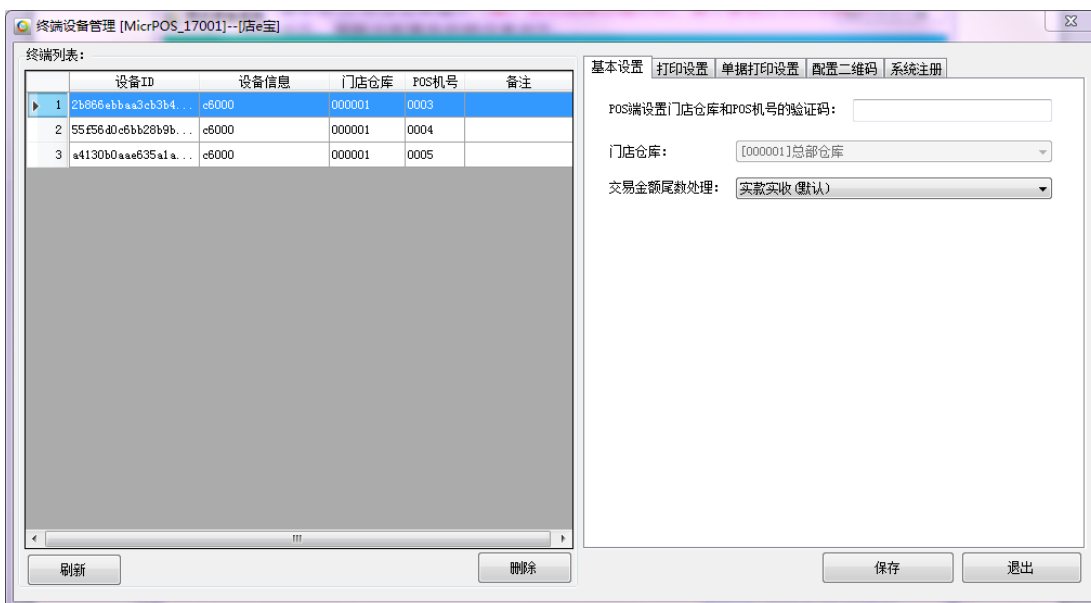 终端设备管理 [MicrPOS_17001]--[店e宝]
终端列表：
设备ID 设备信息 门店仓库 POS机号 备注
1 2b866ebbaa3cb3b4... c6000 000001 0003
2 55f56d0c6bb28b9b... c6000 000001 0004
3 a4130b0aae635a1a... c6000 000001 0005
刷新 删除
基本设置 打印设置 单据打印设置 配置二维码 系统注册
POS端设置门店仓库和POS机号的验证码：
门店仓库： [000001]总部仓库
交易金额尾数处理： 实款实收(默认)
保存 退出